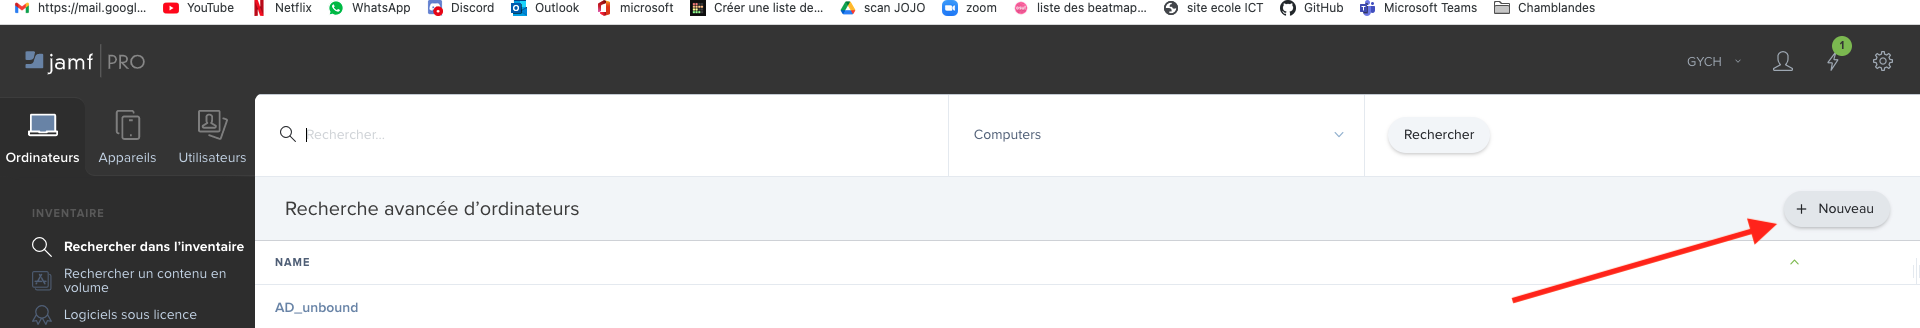 https://mail.googl... YouTube Netflix WhatsApp Discord Outlook microsoft Créer une liste de... scan JOJO zoom liste des beatmap... site ecole ICT GitHub Microsoft Teams Chamblandes
jamf PRO
GYCH
1
Ordinateurs Appareils Utilisateurs
Rechercher...
Computers
Rechercher
Recherche avancée d’ordinateurs
+ Nouveau
INVENTAIRE
Rechercher dans l’inventaire
Rechercher un contenu en
volume
Logiciels sous licence
NAME
AD_unbound